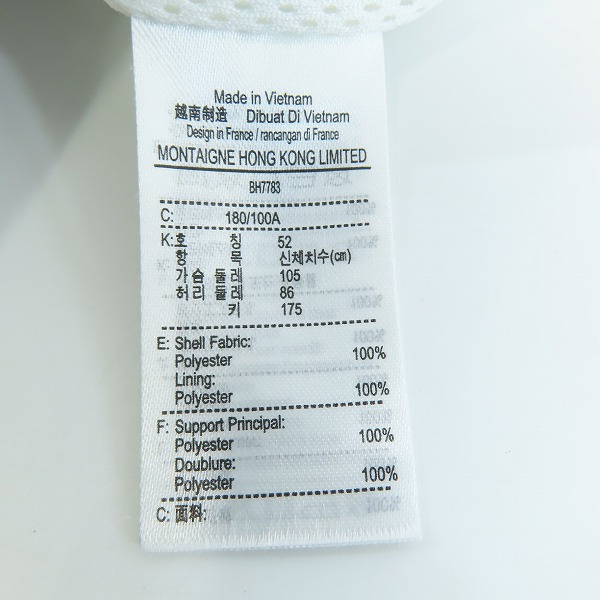 Made in Vietnam
越南制造 Dibuat Di Vietnam
Design in France / rancangan di France
MONTAIGNE HONG KONG LIMITED
BH7783
C: 180/100A
K: 호 칭 52
항 목 신체치수(cm)
가슴 둘레 105
허리 둘레 86
키 175
E: Shell Fabric:
Polyester 100%
Lining:
Polyester 100%
F: Support Principal:
Polyester 100%
Doublure:
Polyester 100%
C: 面料: